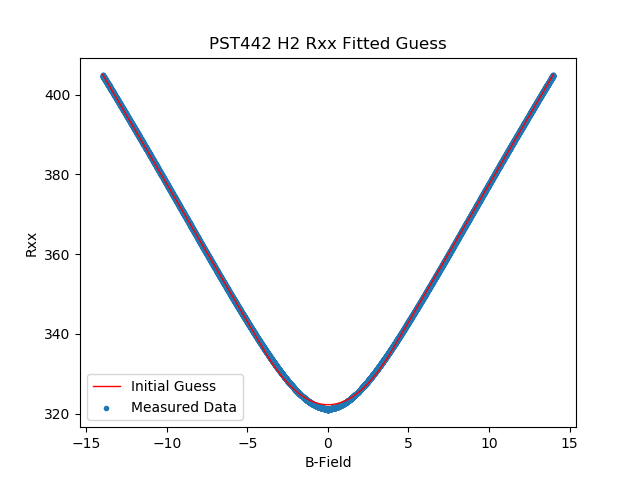 PST442 H2 Rxx Fitted Guess
400
380
360
340
320
Rxx
Initial Guess
Measured Data
−15 −10 −5 0 5 10 15
B-Field